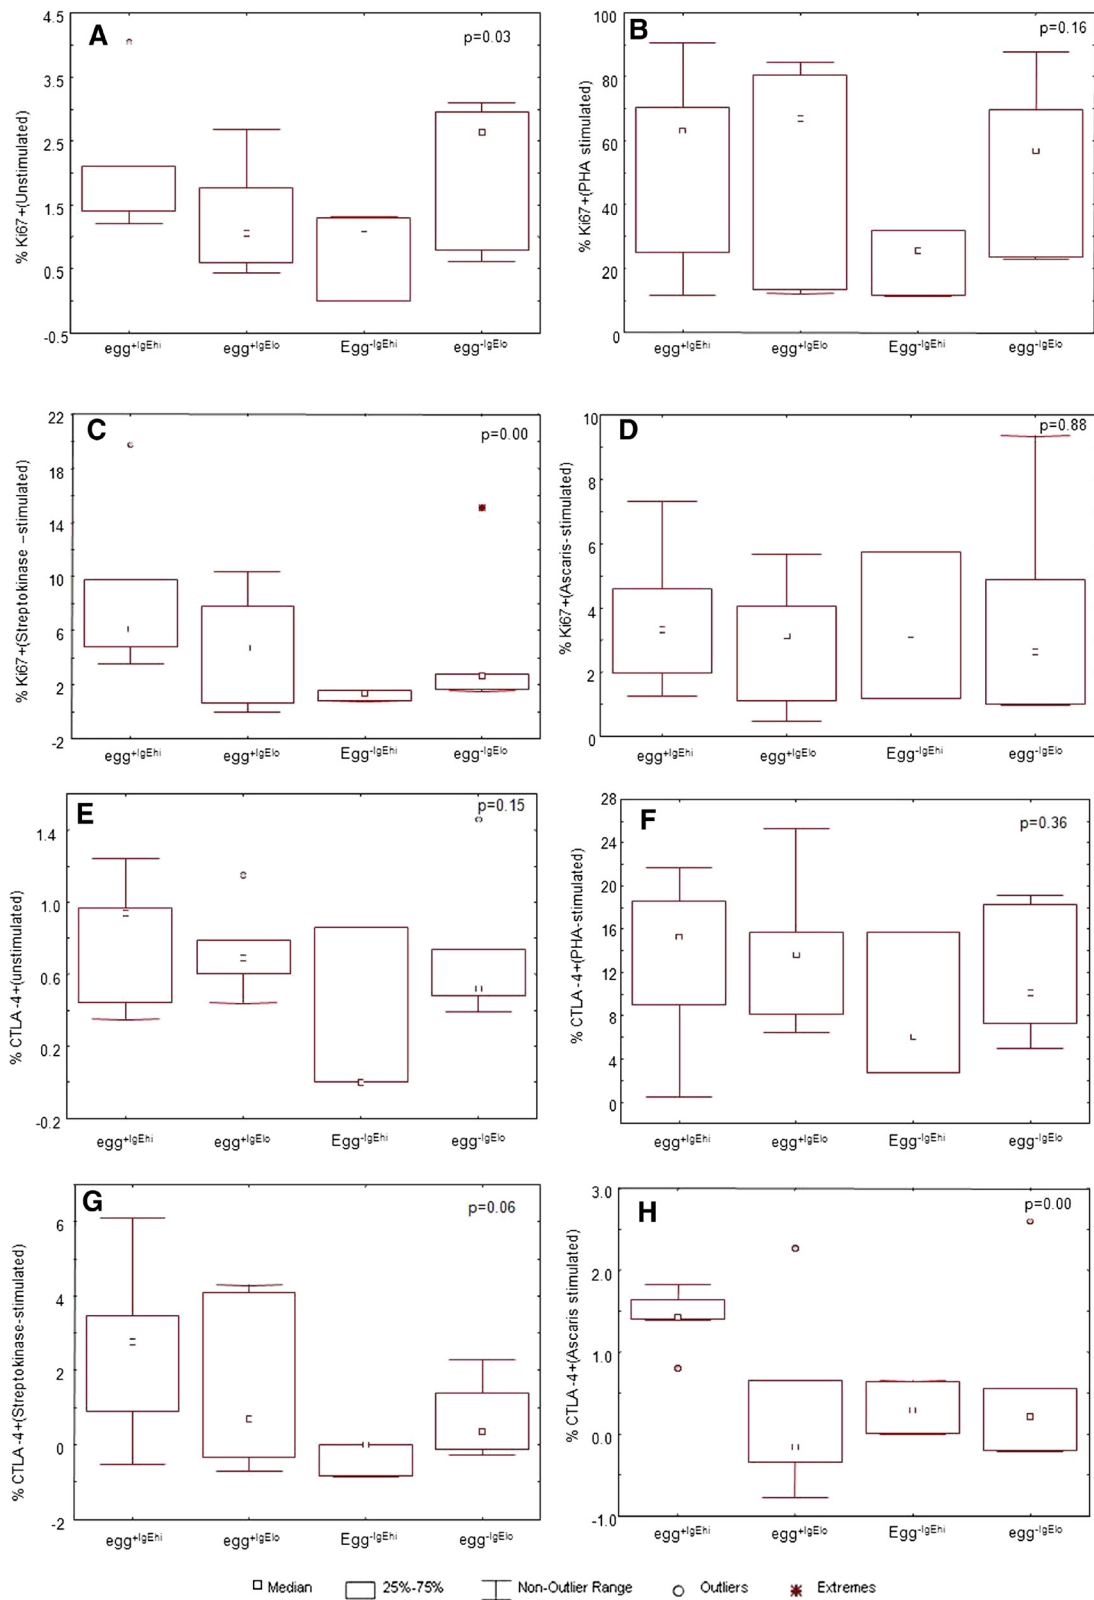 A
p=0.03
% Ki67+(Unstimulated)
4.5
3.5
2.5
1.5
0.5
-0.5
egg+IgEhi
egg+IgElo
Egg-IgEhi
egg-IgElo
B
p=0.16
% Ki67+(PHA stimulated)
100
80
60
40
20
0
egg+IgEhi
egg+IgElo
Egg-IgEhi
egg-IgElo
C
p=0.00
% Ki67+(Streptokinase –stimulated)
22
18
14
10
6
2
-2
egg+IgEhi
egg+IgElo
Egg-IgEhi
egg-IgElo
D
p=0.88
% Ki67+(Ascaris-stimulated)
10
8
6
4
2
0
egg+IgEhi
egg+IgElo
Egg-IgEhi
egg-IgElo
E
p=0.15
% CTLA-4+(unstimulated)
1.4
1.0
0.6
0.2
-0.2
egg+IgEhi
egg+IgElo
Egg-IgEhi
egg-IgElo
F
p=0.36
% CTLA-4+(PHA-stimulated)
28
24
20
16
12
8
4
0
egg+IgEhi
egg+IgElo
Egg-IgEhi
egg-IgElo
G
p=0.06
% CTLA-4+(Streptokinase-stimulated)
6
4
2
0
-2
egg+IgEhi
egg+IgElo
Egg-IgEhi
egg-IgElo
H
p=0.00
% CTLA-4+(Ascaris stimulated)
3.0
2.0
1.0
0.0
-1.0
egg+IgEhi
egg+IgElo
Egg-IgEhi
egg-IgElo
Median 25%-75% Non-Outlier Range Outliers Extremes